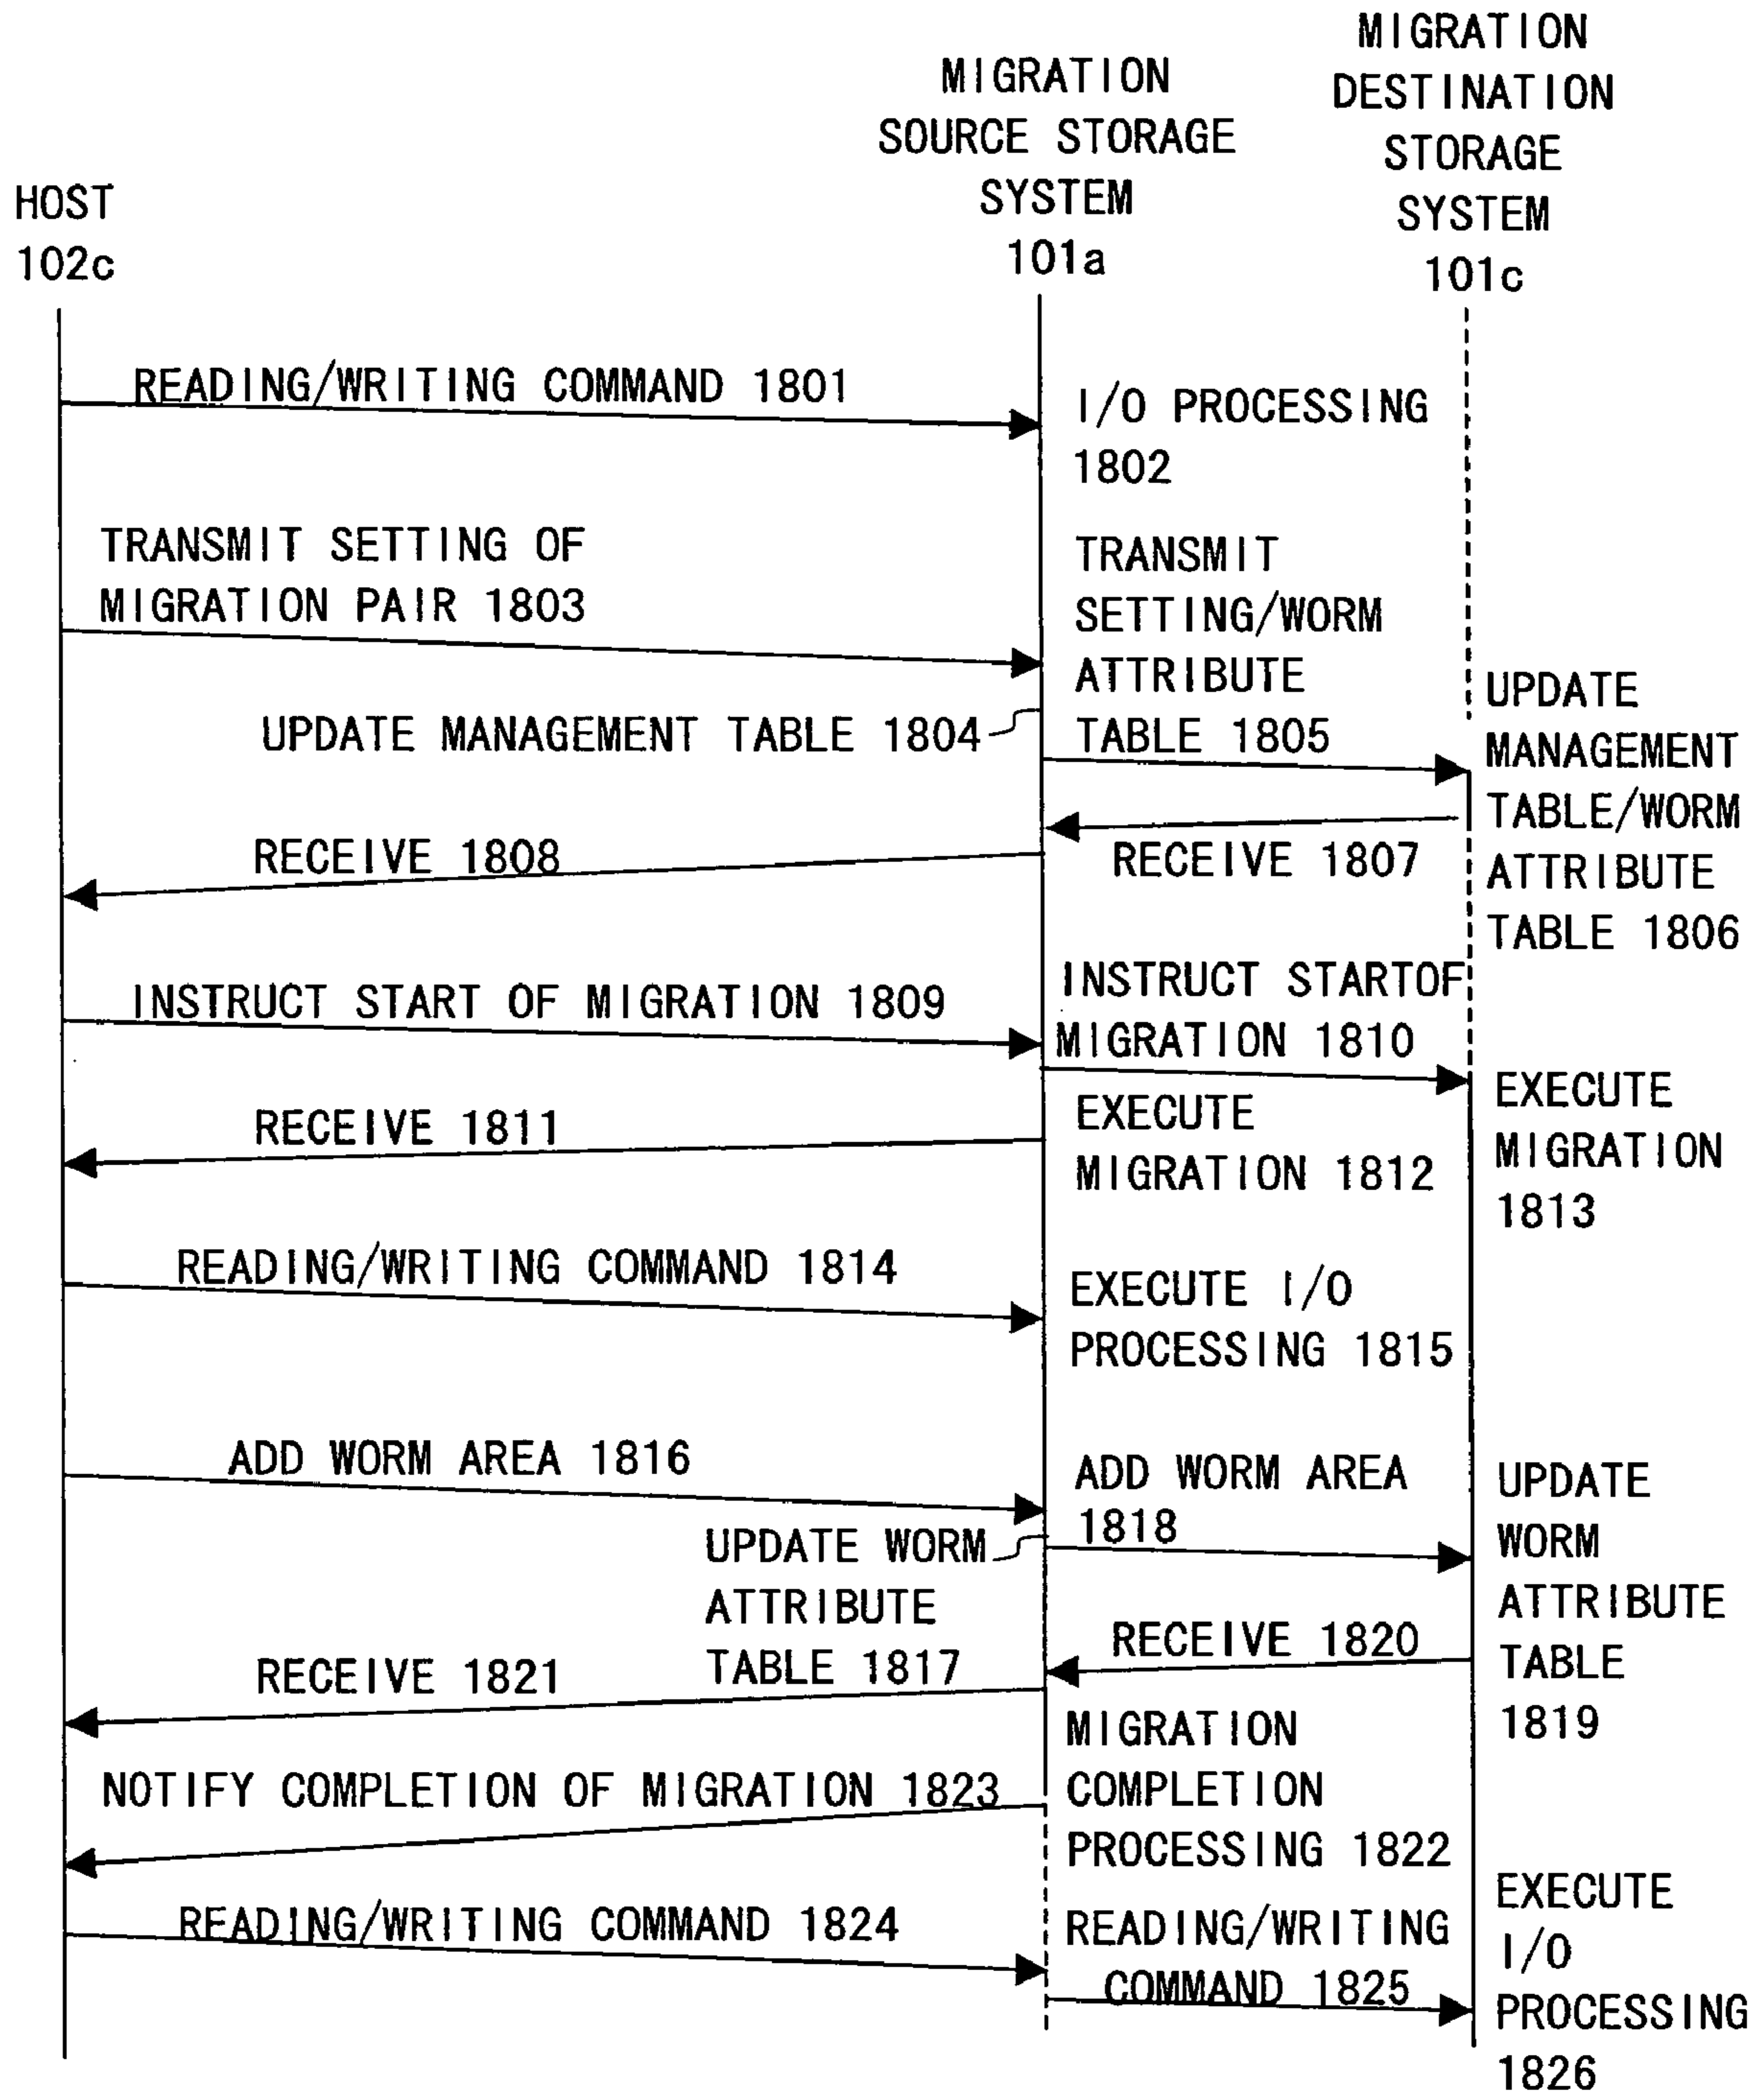 HOST
102c
MIGRATION
SOURCE STORAGE
SYSTEM
101a
MIGRATION
DESTINATION
STORAGE
SYSTEM
101c
READING/WRITING COMMAND 1801
I/O PROCESSING
1802
TRANSMIT SETTING OF
MIGRATION PAIR 1803
UPDATE MANAGEMENT TABLE 1804
TRANSMIT
SETTING/WORM
ATTRIBUTE
TABLE 1805
UPDATE
MANAGEMENT
TABLE/WORM
ATTRIBUTE
TABLE 1806
RECEIVE 1807
RECEIVE 1808
INSTRUCT START OF MIGRATION 1809
INSTRUCT STARTOF
MIGRATION 1810
RECEIVE 1811
EXECUTE
MIGRATION 1812
EXECUTE
MIGRATION
1813
READING/WRITING COMMAND 1814
EXECUTE I/O
PROCESSING 1815
ADD WORM AREA 1816
UPDATE WORM
ATTRIBUTE
TABLE 1817
ADD WORM AREA
1818
UPDATE
WORM
ATTRIBUTE
TABLE
1819
RECEIVE 1820
RECEIVE 1821
MIGRATION
COMPLETION
PROCESSING 1822
NOTIFY COMPLETION OF MIGRATION 1823
READING/WRITING COMMAND 1824
READING/WRITING
COMMAND 1825
EXECUTE
I/O
PROCESSING
1826